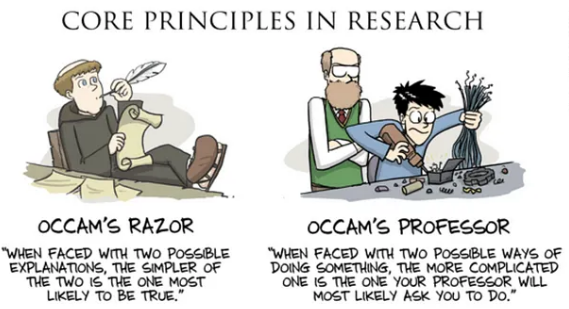 CORE PRINCIPLES IN RESEARCH
OCCAM'S RAZOR
"WHEN FACED WITH TWO POSSIBLE
EXPLANATIONS, THE SIMPLER OF
THE TWO IS THE ONE MOST
LIKELY TO BE TRUE."
OCCAM'S PROFESSOR
"WHEN FACED WITH TWO POSSIBLE WAYS OF
DOING SOMETHING, THE MORE COMPLICATED
ONE IS THE ONE YOUR PROFESSOR WILL
MOST LIKELY ASK YOU TO DO."